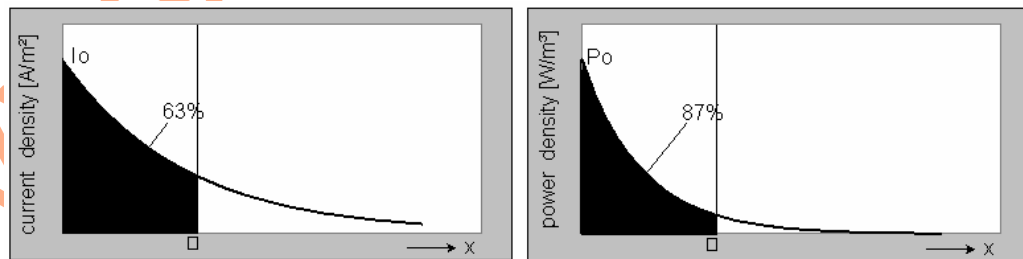 current density [A/m²]
Io
63%
□
x
power density [W/m³]
Po
87%
□
x